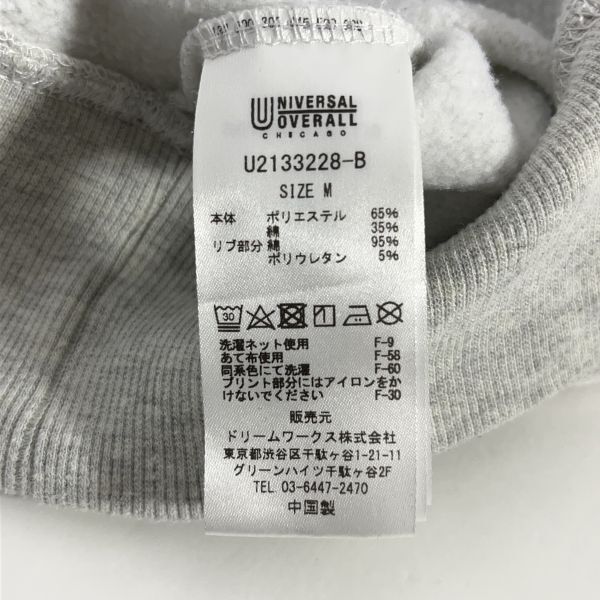 UNIVERSAL
OVERALL
CHICAGO
U2133228-B
SIZE M
本体 ポリエステル 65%
綿 35%
リブ部分 綿 95%
ポリウレタン 5%
30
洗濯ネット使用 F-9
あて布使用 F-58
同系色にて洗濯 F-60
プリント部分にはアイロンをか
けないでください F-30
販売元
ドリームワークス株式会社
東京都渋谷区千駄ヶ谷1-21-11
グリーンハイツ千駄ヶ谷2F
TEL 03-6447-2470
中国製